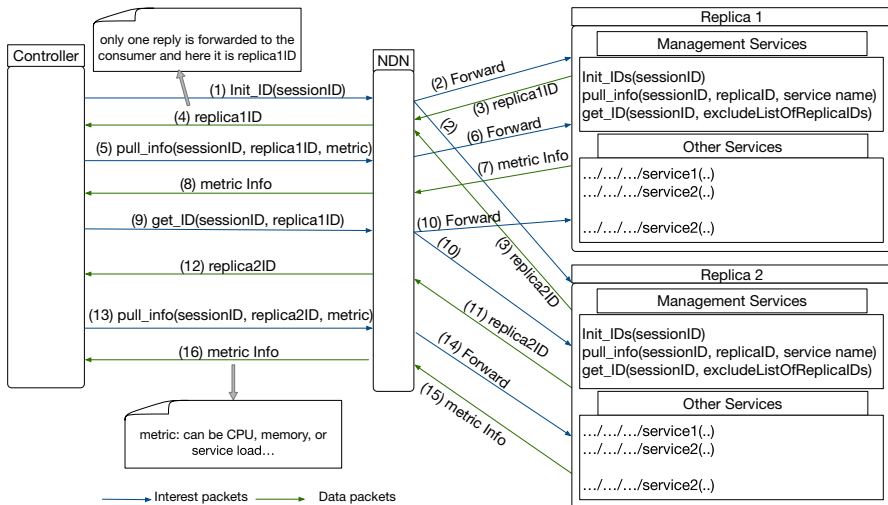 Replica 1
only one reply is forwarded to the
consumer and here it is replica1ID
Controller
NDN
Management Services
Init_IDs(sessionID)
pull_info(sessionID, replicaID, service name)
get_ID(sessionID, excludeListOfReplicaIDs)
Other Services
…/…/…/service1(..)
…/…/…/service2(..)
…/…/…/service2(..)
(1) Init_ID(sessionID)
(2) Forward
(2)
(3) replica1ID
(3) replica2ID
(4) replica1ID
(5) pull_info(sessionID, replica1ID, metric)
(6) Forward
(7) metric Info
(8) metric Info
(9) get_ID(sessionID, replica1ID)
(10) Forward
(10)
(11) replica2ID
(12) replica2ID
(13) pull_info(sessionID, replica2ID, metric)
(14) Forward
(15) metric Info
(16) metric Info
Replica 2
Management Services
Init_IDs(sessionID)
pull_info(sessionID, replicaID, service name)
get_ID(sessionID, excludeListOfReplicaIDs)
Other Services
…/…/…/service1(..)
…/…/…/service2(..)
…/…/…/service2(..)
metric: can be CPU, memory, or
service load…
Interest packets
Data packets